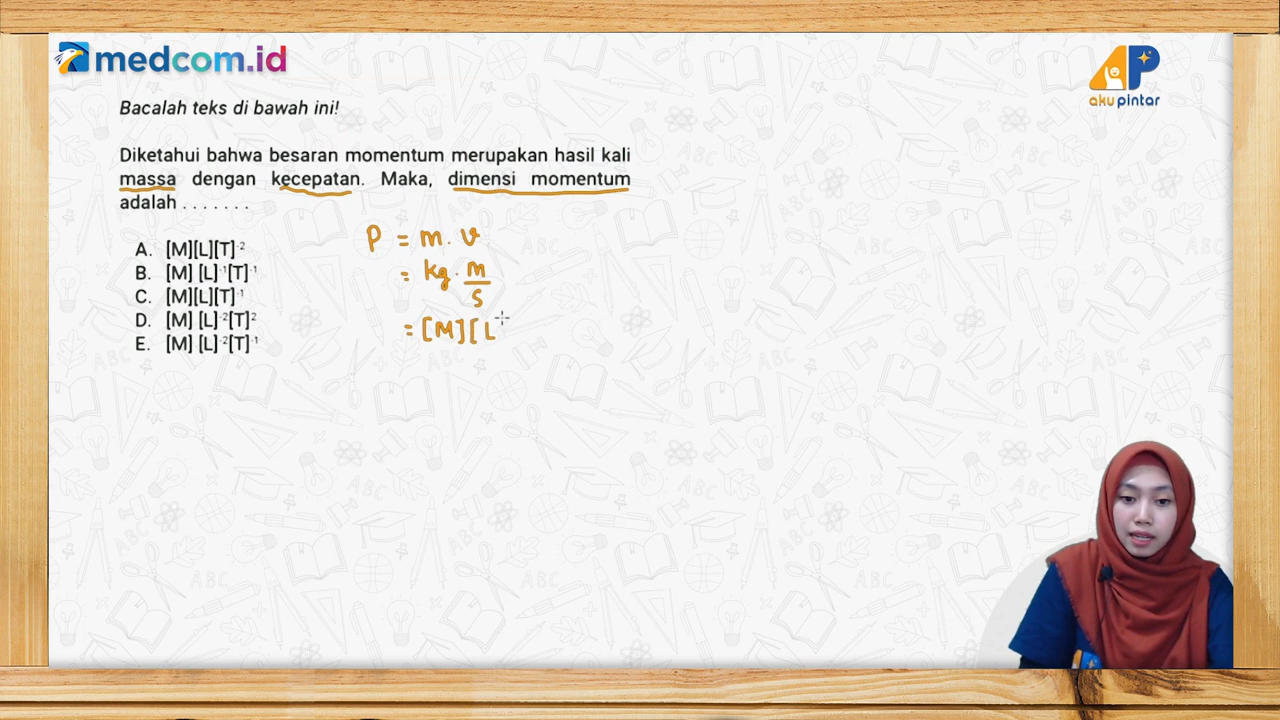 medcom.id
aku pintar
Bacalah teks di bawah ini!
Diketahui bahwa besaran momentum merupakan hasil kali
massa dengan kecepatan. Maka, dimensi momentum
adalah . . . . . . .
A. [M][L][T]⁻²
B. [M] [L]⁻¹[T]⁻¹
C. [M][L][T]⁻¹
D. [M] [L]⁻²[T]²
E. [M] [L]⁻²[T]⁻¹
P = m . v
= kg . m/s
= [M][L